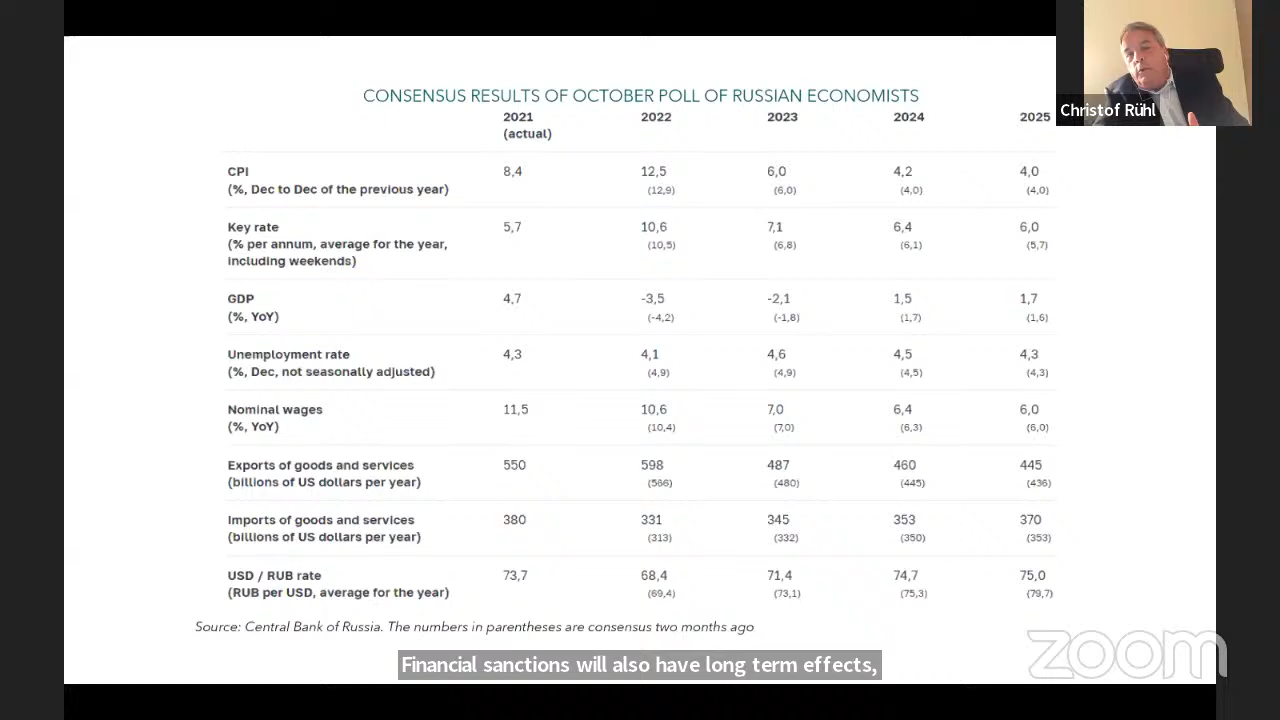 CONSENSUS RESULTS OF OCTOBER POLL OF RUSSIAN ECONOMISTS
2021 2022 2023 2024 2025
(actual)
CPI 8,4 12,5 6,0 4,2 4,0
(%, Dec to Dec of the previous year) (12,9) (6,0) (4,0) (4,0)
Key rate 5,7 10,6 7,1 6,4 6,0
(% per annum, average for the year, (10,5) (6,8) (6,1) (5,7)
including weekends)
GDP 4,7 -3,5 -2,1 1,5 1,7
(%, YoY) (-4,2) (-1,8) (1,7) (1,6)
Unemployment rate 4,3 4,1 4,6 4,5 4,3
(%, Dec, not seasonally adjusted) (4,9) (4,9) (4,5) (4,3)
Nominal wages 11,5 10,6 7,0 6,4 6,0
(%, YoY) (10,4) (7,0) (6,3) (6,0)
Exports of goods and services 550 598 487 460 445
(billions of US dollars per year) (566) (480) (445) (436)
Imports of goods and services 380 331 345 353 370
(billions of US dollars per year) (313) (332) (350) (353)
USD / RUB rate 73,7 68,4 71,4 74,7 75,0
(RUB per USD, average for the year) (69,4) (73,1) (75,3) (79,7)
Source: Central Bank of Russia. The numbers in parentheses are consensus two months ago
Christof Rühl
Financial sanctions will also have long term effects,
zoom